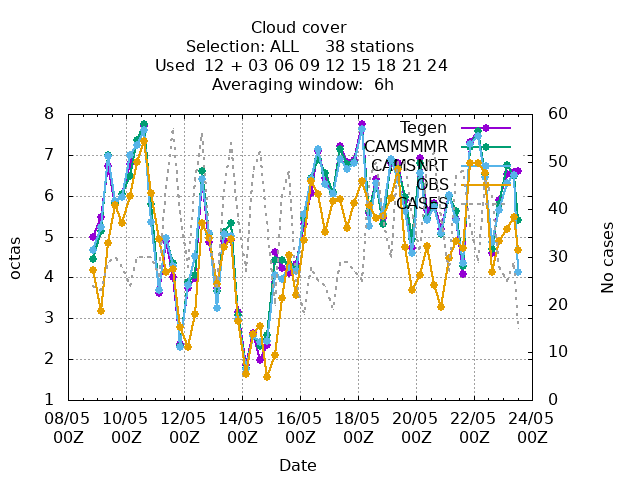 Cloud cover
Selection: ALL 38 stations
Used 12 + 03 06 09 12 15 18 21 24
Averaging window: 6h
8
7
6
5
4
3
2
1
octas
60
50
40
30
20
10
0
No cases
Tegen
CAMSMMR
CAMSNRT
OBS
CASES
08/05 10/05 12/05 14/05 16/05 18/05 20/05 22/05 24/05
00Z 00Z 00Z 00Z 00Z 00Z 00Z 00Z 00Z
Date